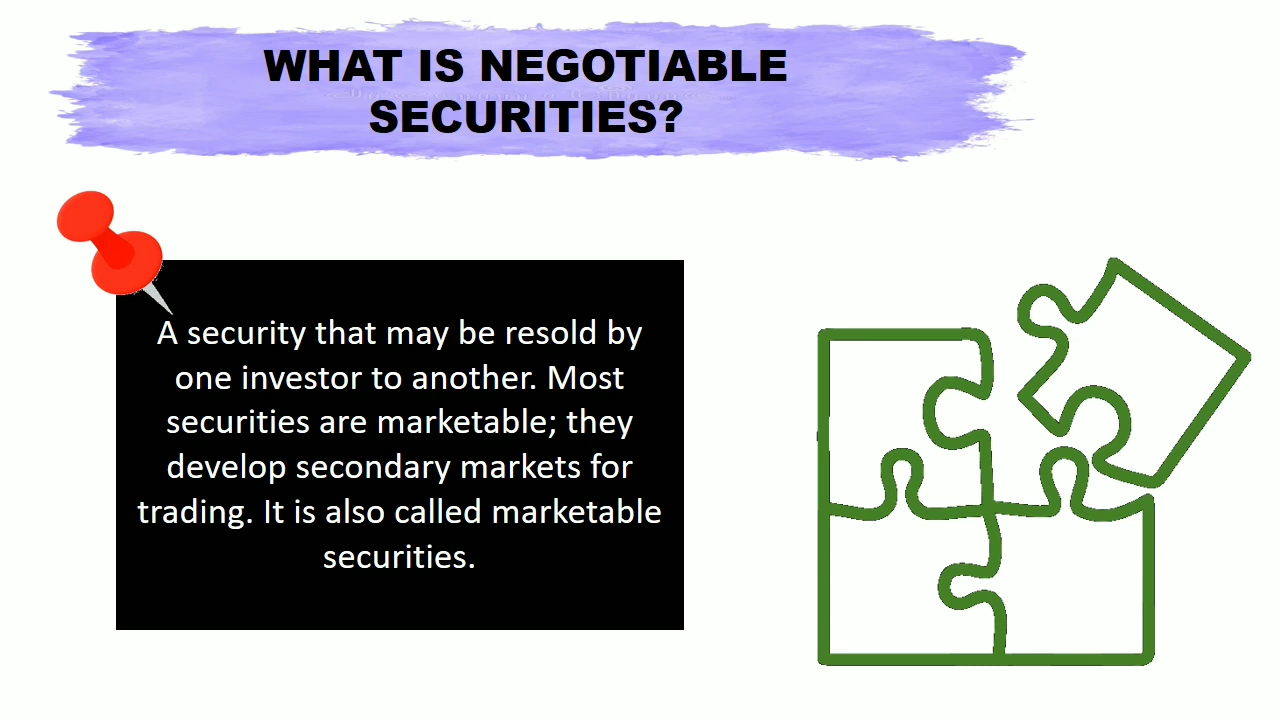 WHAT IS NEGOTIABLE
SECURITIES?
A security that may be resold by
one investor to another. Most
securities are marketable; they
develop secondary markets for
trading. It is also called marketable
securities.